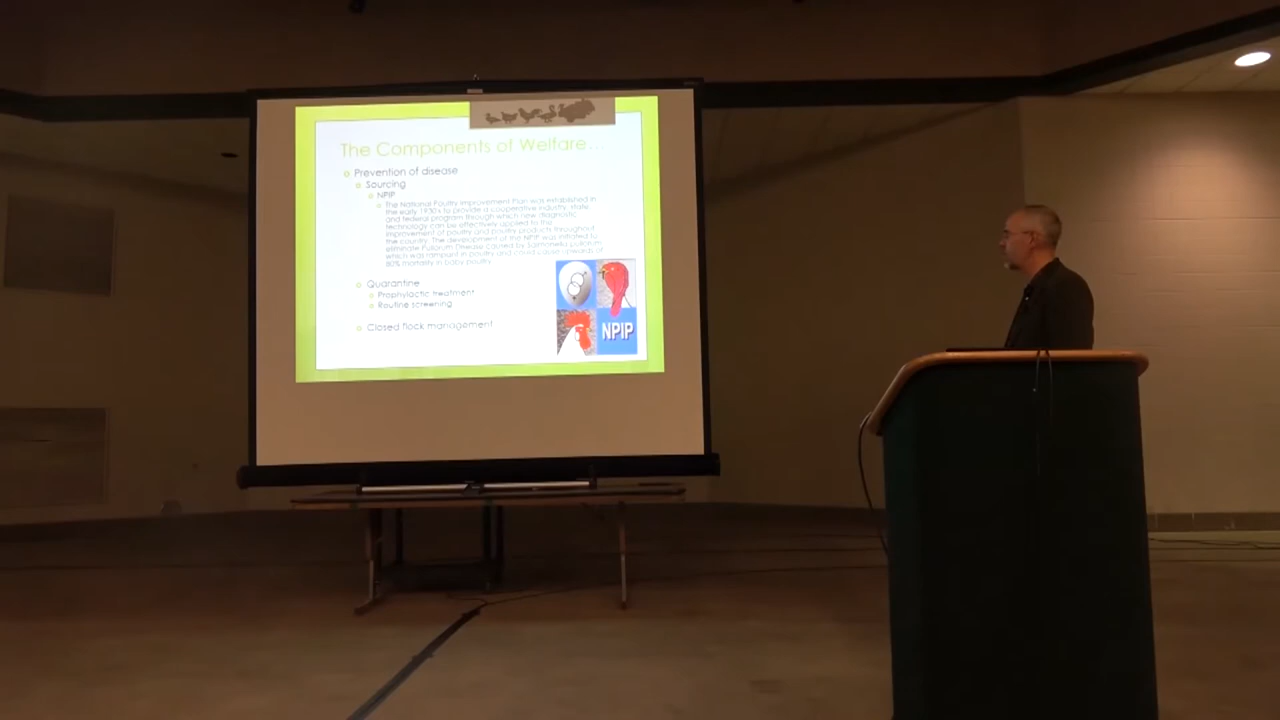 The Components of Welfare...
Prevention of disease
Sourcing
NPIP
The National Poultry Improvement Plan was established in
the early 1930's to provide a cooperative industry, state,
and federal program through which new diagnostic
technology can be effectively applied to the
improvement of poultry and poultry products throughout
the country. The development of the NPIP was initiated to
eliminate Pullorum Disease caused by Salmonella pullorum
which was rampant in poultry and could cause upwards of
80% mortality in baby poultry.
Quarantine
Prophylactic treatment
Routine screening
Closed flock management
NPIP